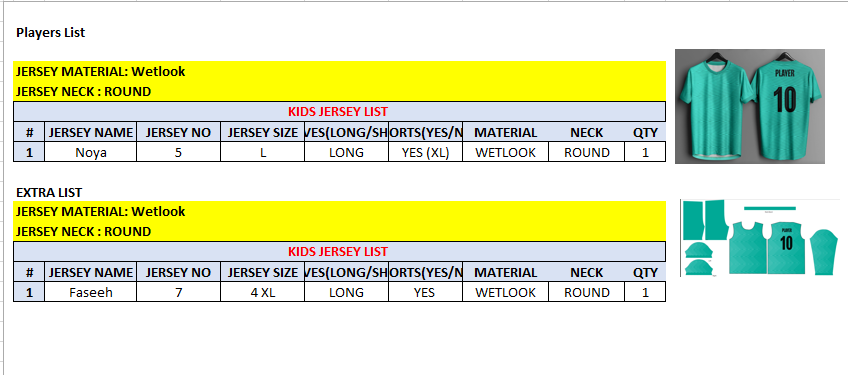 Players List
JERSEY MATERIAL: Wetlook
JERSEY NECK : ROUND
KIDS JERSEY LIST
# JERSEY NAME JERSEY NO JERSEY SIZE VES(LONG/SH ORTS(YES/N MATERIAL NECK QTY
1 Noya 5 L LONG YES (XL) WETLOOK ROUND 1
PLAYER
10
EXTRA LIST
JERSEY MATERIAL: Wetlook
JERSEY NECK : ROUND
KIDS JERSEY LIST
# JERSEY NAME JERSEY NO JERSEY SIZE VES(LONG/SH ORTS(YES/N MATERIAL NECK QTY
1 Faseeh 7 4 XL LONG YES WETLOOK ROUND 1
PLAYER
10